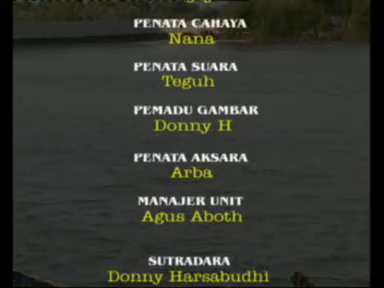 PENATA CAHAYA
Nana
PENATA SUARA
Teguh
PEMADU GAMBAR
Donny H
PENATA AKSARA
Arba
MANAJER UNIT
Agus Aboth
SUTRADARA
Donny Harsabudhi